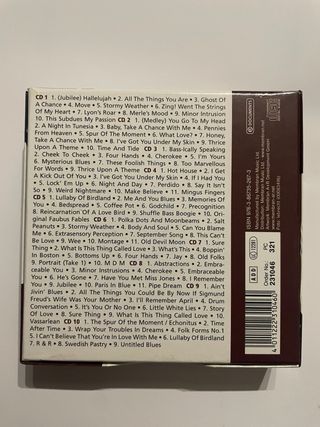 CD 1 1. (Jubilee) Hallelujah • 2. All The Things You Are • 3. Ghost Of
A Chance • 4. Move • 5. Stormy Weather • 6. Zing! Went The Strings
Of My Heart • 7. Lyon's Roar • 8. Merle's Mood • 9. Minor Intrusion
10. This Subdues My Passion CD 2 1. (Medley) You Go To My Head
2. A Night In Tunesia • 3. Baby, Take A Chance With Me • 4. Pennies
From Heaven • 5. Spur Of The Moment • 6. What Love? • 7. Honey,
Take A Chance With Me • 8. I've Got You Under My Skin • 9. Thrice
Upon A Theme • 10. Time And Tide CD 3 1. Bass-ically Speaking
2. Cheek To Cheek • 3. Four Hands • 4. Cherokee • 5. I'm Yours
6. Mysterious Blues • 7. These Foolish Things • 8. Too Marvellous
For Words • 9. Thrice Upon A Theme CD 4 1. Hot House • 2. I Get
A Kick Out Of You • 3. I've Got You Under My Skin • 4. If I Had You
5. Lock' Em Up • 6. Night And Day • 7. Perdido • 8. Say It Isn't
So • 9. Weird Nightmare • 10. Make Believe • 11. Mingus Fingers
CD 5 1. Lullaby Of Birdland • 2. Me And You Blues • 3. Memories Of
You • 4. Bedspread • 5. Coffee Pot • 6. Godchild • 7. Precognition
8. Reincarnation Of A Love Bird • 9. Shuffle Bass Boogie • 10. Ori-
ginal Faubus Fables CD 6 1. Polka Dots And Moonbeams • 2. Salt
Peanuts • 3. Stormy Weather • 4. Body And Soul • 5. Can You Blame
Me • 6. Extrasensory Perception • 7. September Song • 8. This Can't
Be Love • 9. Wee • 10. Montage • 11. Old Devil Moon CD 7 1. Sure
Thing • 2. What Is This Thing Called Love • 3. What's A. • 4. Boppin'
In Boston • 5. Bottoms Up • 6. Four Hands • 7. Jay • 8. Old Folks
9. Portrait (Take 1) • 10. M D M CD 8 1. Abstractions • 2. Embrace-
able You • 3. Minor Instrusions • 4. Cherokee • 5. Embraceable
You • 6. He's Gone • 7. Have You Met Miss Jones • 8. I Remember
You • 9. Jubilee • 10. Paris In Blue • 11. Pipe Dream CD 9 1. Ain't
Jivin' Blues • 2. All The Things You Could Be By Now If Sigmund
Freud's Wife Was Your Mother • 3. I'll Remember April • 4. Drum
Conversation • 5. It's You Or No One • 6. Little White Lies • 7. Story
Of Love • 8. Sure Thing • 9. What Is This Thing Called Love • 10.
Vassarlean CD 10 1. The Spur Of The Moment / Echonitus • 2. Time
After Time • 3. Wrap Your Troubles In Dreams • 4. Folk Forms No.1
5. I Can't Believe That You're In Love With Me • 6. Lullaby Of Birdland
7. R & R • 8. Swedish Pastry • 9. Untitled Blues
DOCUMENTS
ISBN 978-3-86735-267-3
LC 12281
ADD
Order No.
231046
221
4 011222 310460